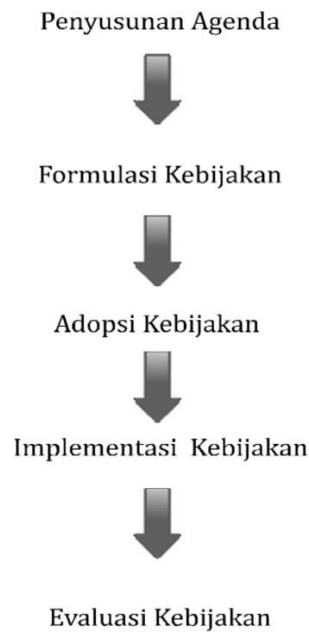 Penyusunan Agenda
Formulasi Kebijakan
Adopsi Kebijakan
Implementasi Kebijakan
Evaluasi Kebijakan